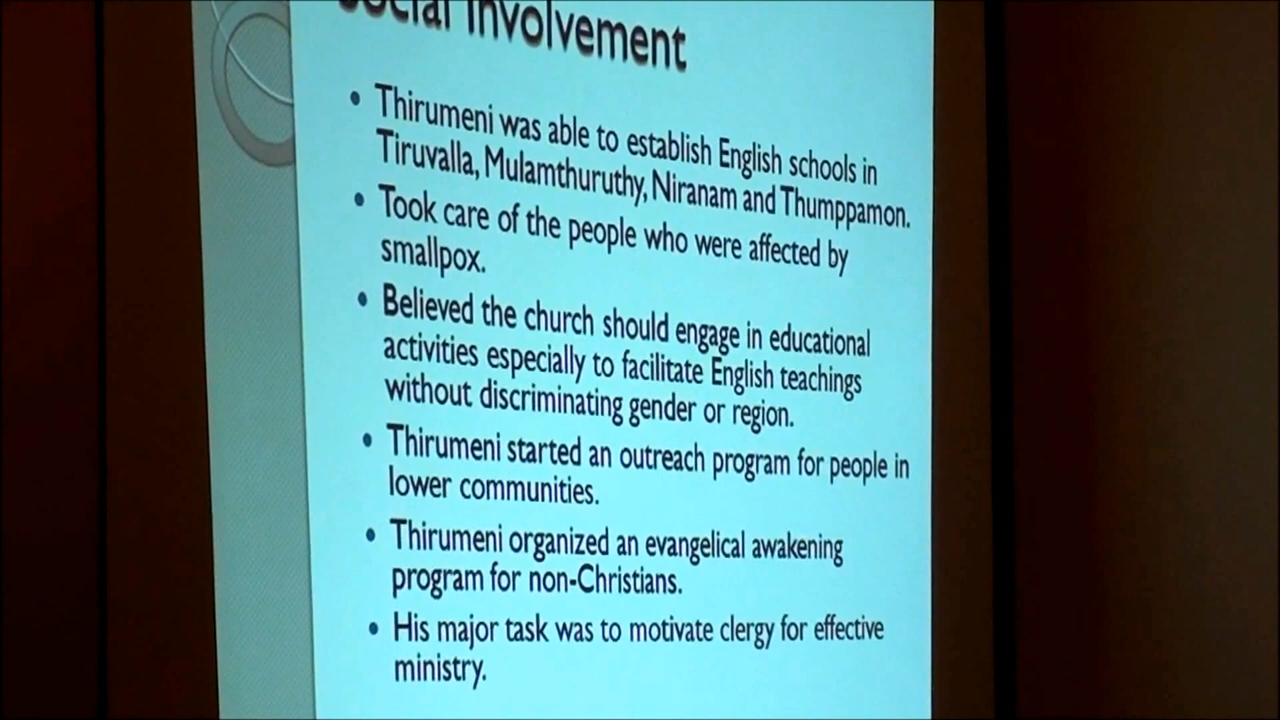 Social Involvement
• Thirumeni was able to establish English schools in
Tiruvalla, Mulamthuruthy, Niranam and Thumppamon.
• Took care of the people who were affected by
smallpox.
• Believed the church should engage in educational
activities especially to facilitate English teachings
without discriminating gender or region.
• Thirumeni started an outreach program for people in
lower communities.
• Thirumeni organized an evangelical awakening
program for non-Christians.
• His major task was to motivate clergy for effective
ministry.